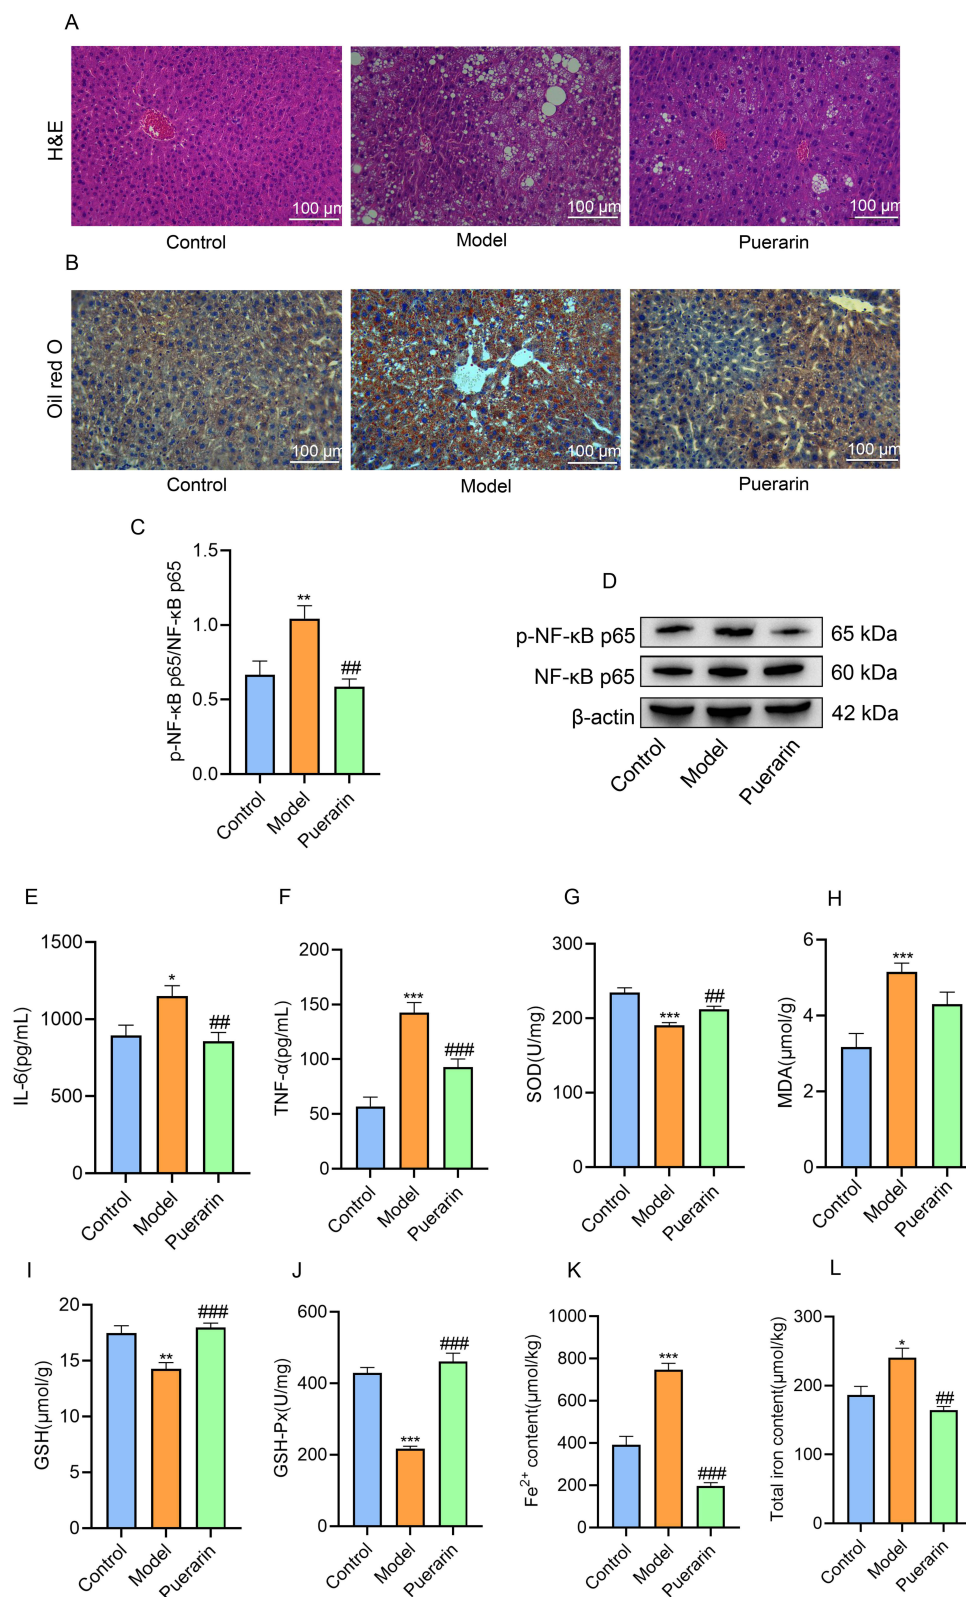 A
H&E
100 μm
100 μm
100 μm
Control
Model
Puerarin
B
Oil red O
100 μm
100 μm
100 μm
Control
Model
Puerarin
C
p-NF-κB p65/NF-κB p65
1.5
1.0
0.5
0.0
**
##
Control
Model
Puerarin
D
p-NF-κB p65
65 kDa
NF-κB p65
60 kDa
β-actin
42 kDa
Control
Model
Puerarin
E
IL-6(pg/mL)
1500
1000
500
0
*
##
Control
Model
Puerarin
F
TNF-α(pg/mL)
200
150
100
50
0
***
###
Control
Model
Puerarin
G
SOD(U/mg)
300
200
100
0
***
##
Control
Model
Puerarin
H
MDA(μmol/g)
6
4
2
0
***
Control
Model
Puerarin
I
GSH(μmol/g)
20
15
10
5
0
**
###
Control
Model
Puerarin
J
GSH-Px(U/mg)
600
400
200
0
***
###
Control
Model
Puerarin
K
Fe²⁺ content(μmol/kg)
1000
800
600
400
200
0
***
###
Control
Model
Puerarin
L
Total iron content(μmol/kg)
300
200
100
0
*
##
Control
Model
Puerarin